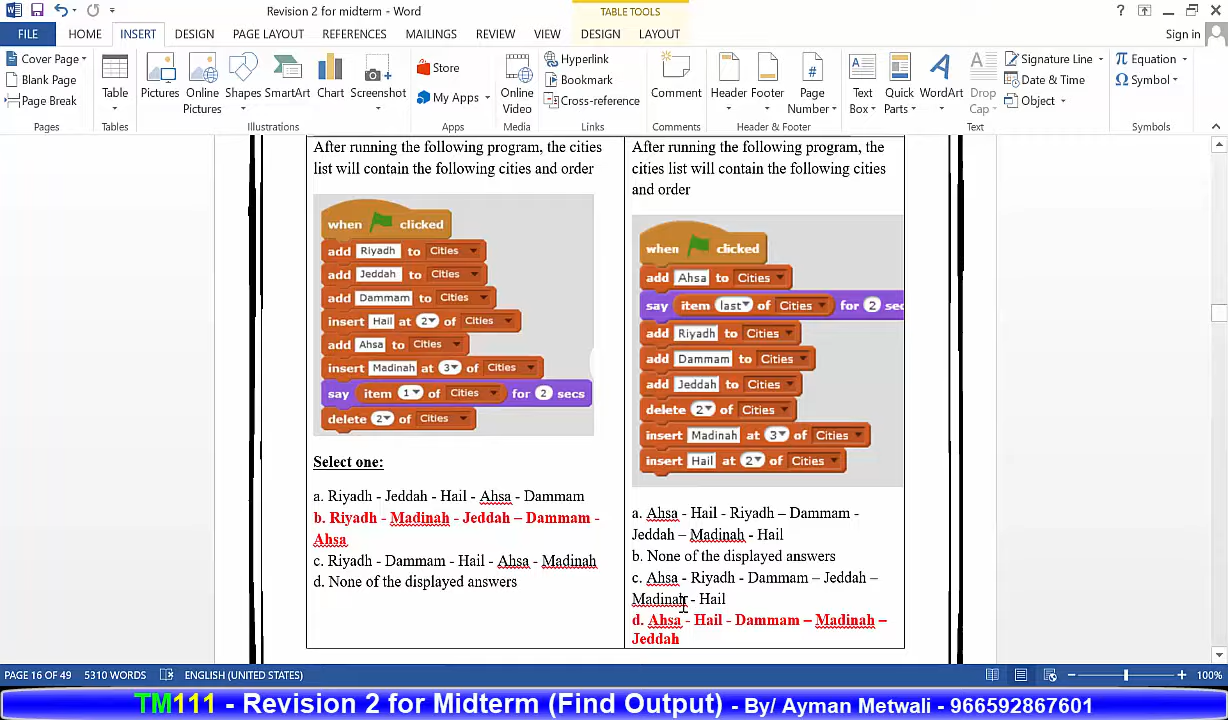 Revision 2 for midterm - Word
TABLE TOOLS
Sign in
FILE
HOME
INSERT
DESIGN
PAGE LAYOUT
REFERENCES
MAILINGS
REVIEW
VIEW
DESIGN
LAYOUT
Cover Page
Blank Page
Page Break
Pages
Table
Tables
Pictures
Online Pictures
Shapes
SmartArt
Chart
Screenshot
Illustrations
Store
My Apps
Apps
Online Video
Media
Hyperlink
Bookmark
Cross-reference
Links
Comment
Comments
Header
Footer
Page Number
Header & Footer
Text Box
Quick Parts
WordArt
Drop Cap
Signature Line
Date & Time
Object
Text
Equation
Symbol
Symbols
After running the following program, the cities
list will contain the following cities and order
when clicked
add Riyadh to Cities
add Jeddah to Cities
add Dammam to Cities
insert Hail at 2 of Cities
add Ahsa to Cities
insert Madinah at 3 of Cities
say item 1 of Cities for 2 secs
delete 2 of Cities
Select one:
a. Riyadh - Jeddah - Hail - Ahsa - Dammam
b. Riyadh - Madinah - Jeddah – Dammam -
Ahsa
c. Riyadh - Dammam - Hail - Ahsa - Madinah
d. None of the displayed answers
After running the following program, the
cities list will contain the following cities
and order
when clicked
add Ahsa to Cities
say item last of Cities for 2 sec
add Riyadh to Cities
add Dammam to Cities
add Jeddah to Cities
delete 2 of Cities
insert Madinah at 3 of Cities
insert Hail at 2 of Cities
a. Ahsa - Hail - Riyadh – Dammam -
Jeddah – Madinah - Hail
b. None of the displayed answers
c. Ahsa - Riyadh - Dammam – Jeddah –
Madinah - Hail
d. Ahsa - Hail - Dammam – Madinah –
Jeddah
PAGE 16 OF 49
5310 WORDS
ENGLISH (UNITED STATES)
100%
TM111 - Revision 2 for Midterm (Find Output) - By/ Ayman Metwali - 966592867601